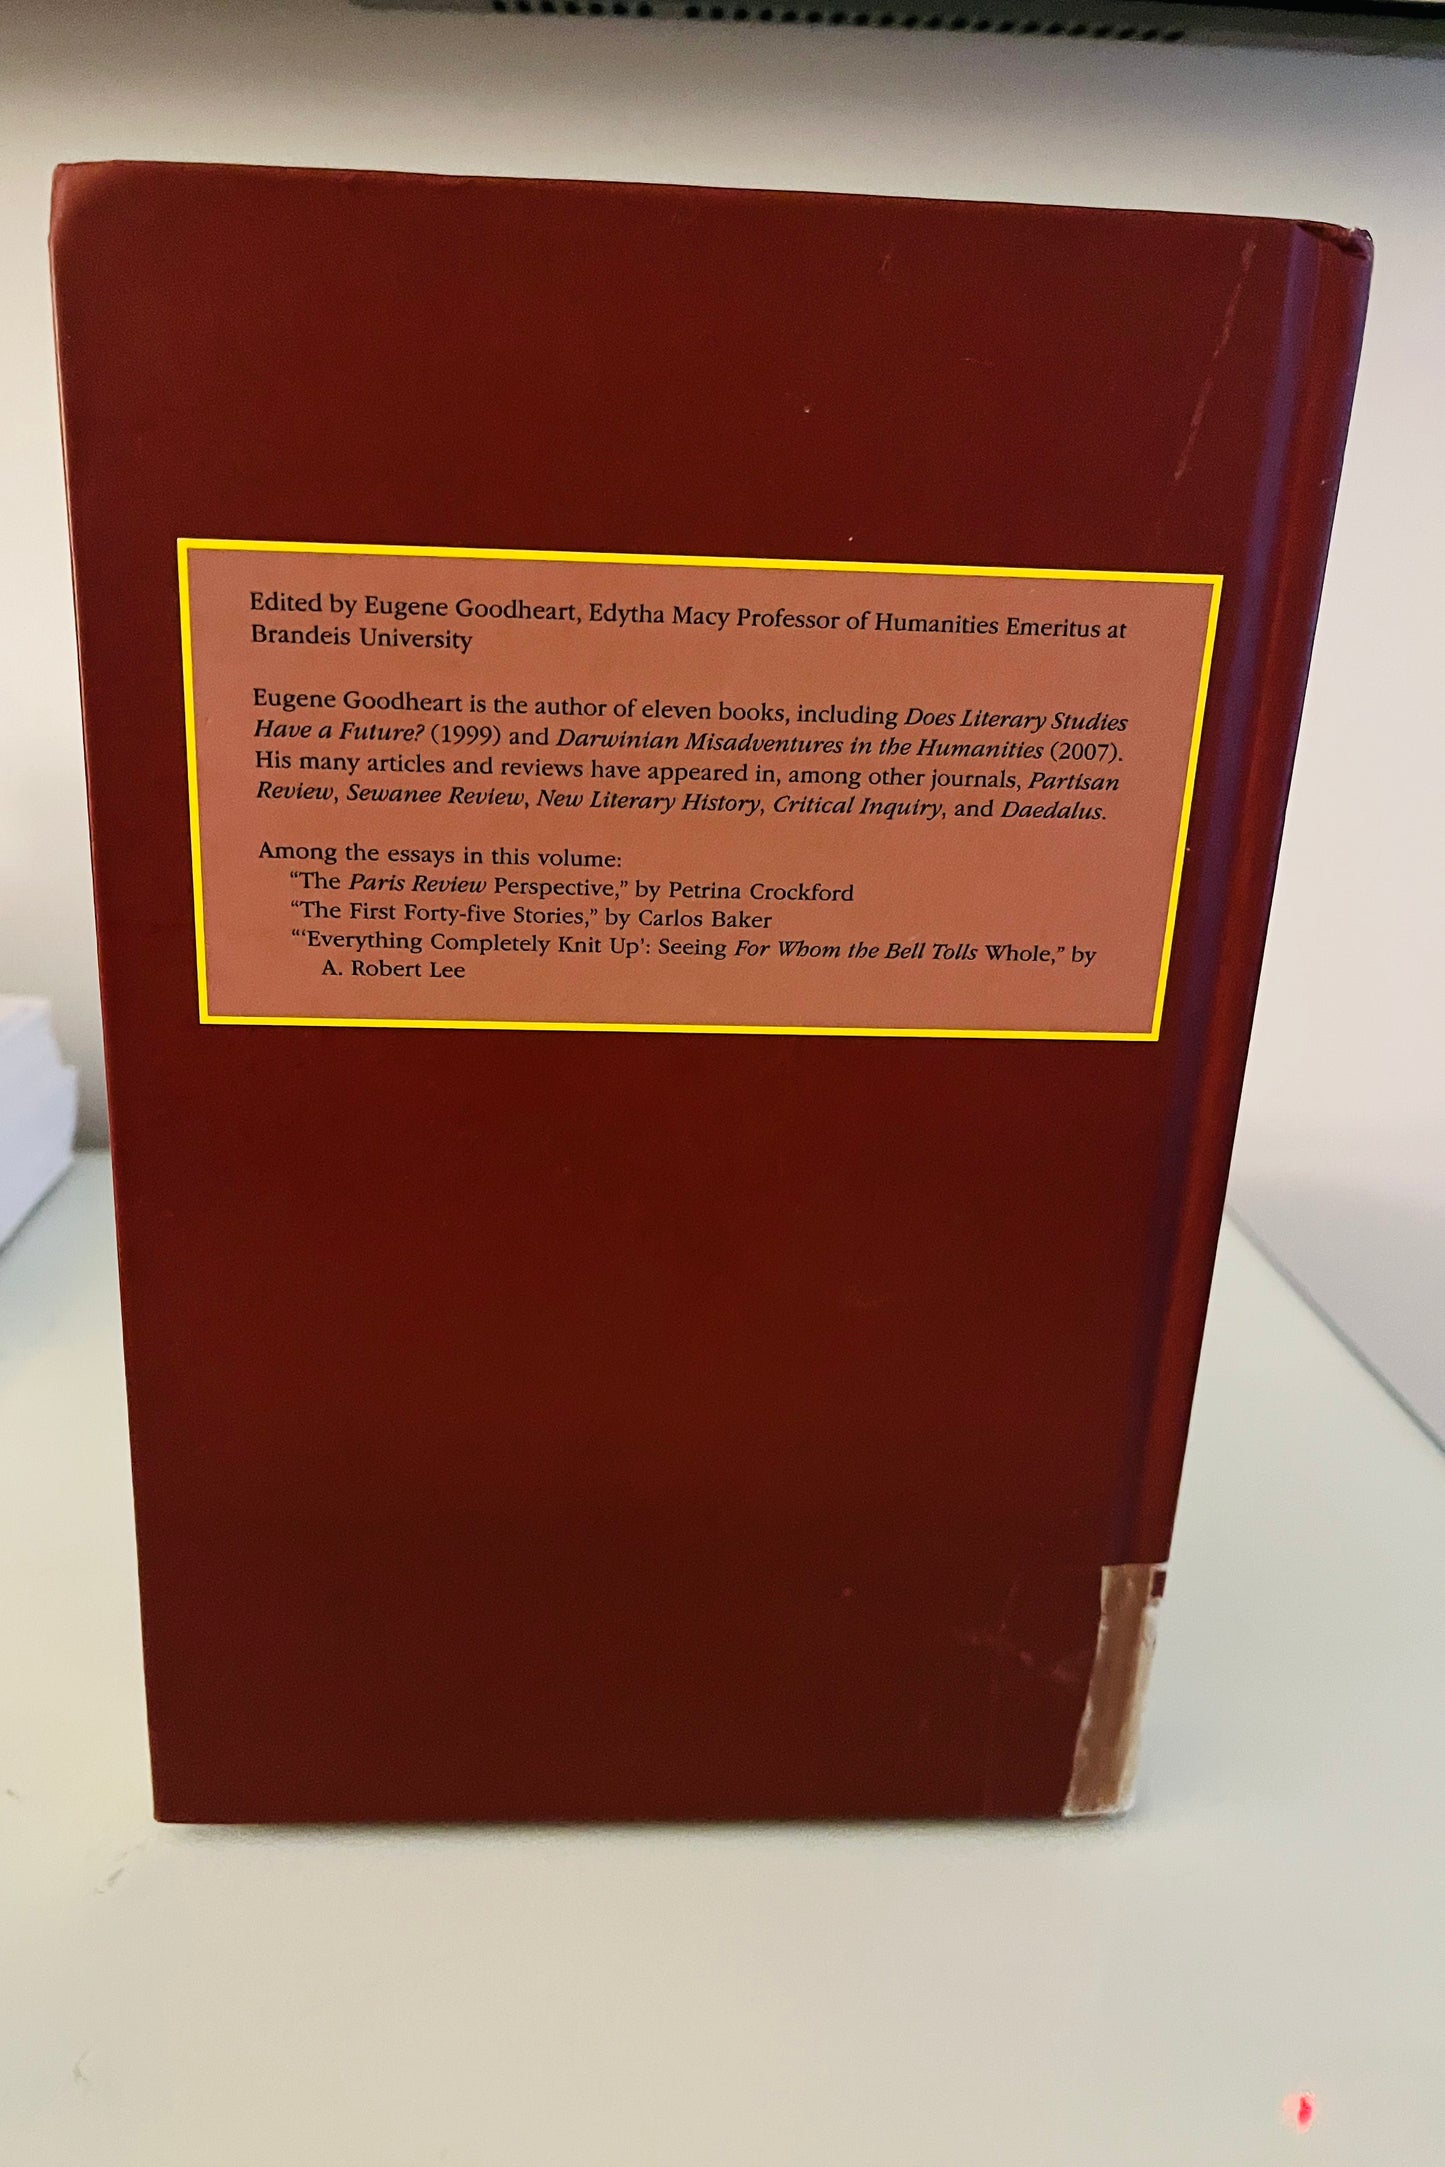 Edited by Eugene Goodheart, Edytha Macy Professor of Humanities Emeritus at
Brandeis University
Eugene Goodheart is the author of eleven books, including Does Literary Studies
Have a Future? (1999) and Darwinian Misadventures in the Humanities (2007).
His many articles and reviews have appeared in, among other journals, Partisan
Review, Sewanee Review, New Literary History, Critical Inquiry, and Daedalus.
Among the essays in this volume:
“The Paris Review Perspective,” by Petrina Crockford
“The First Forty-five Stories,” by Carlos Baker
“‘Everything Completely Knit Up’: Seeing For Whom the Bell Tolls Whole,” by
A. Robert Lee